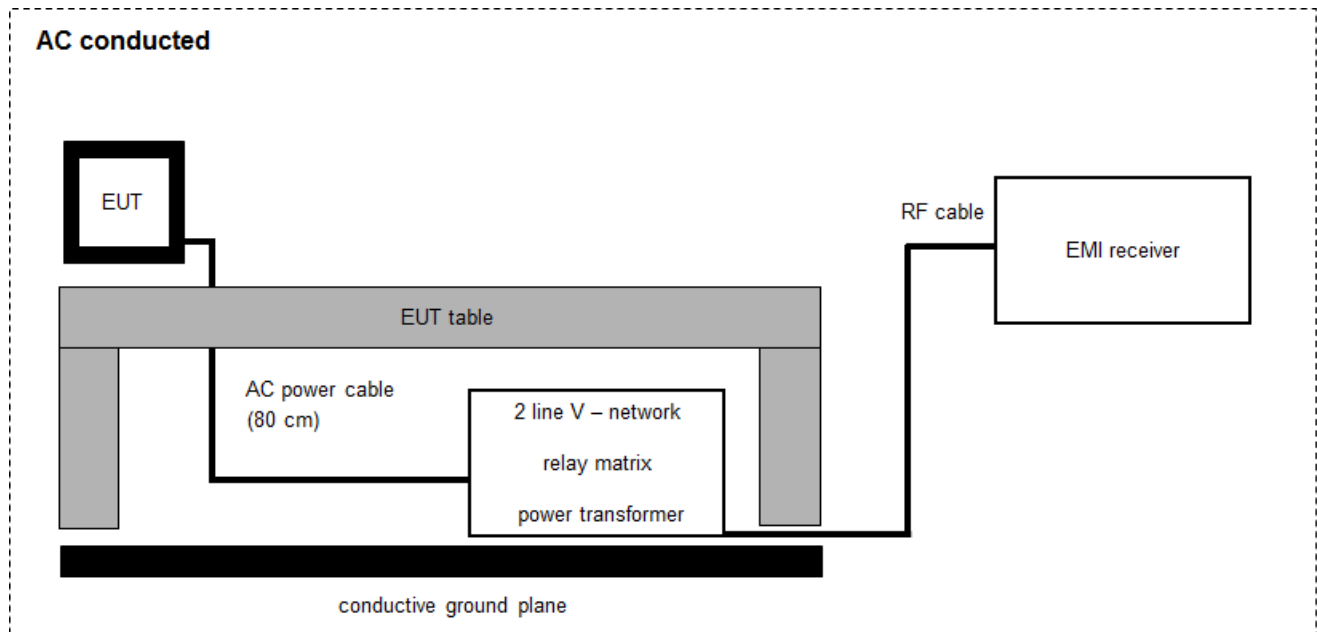 AC conducted
EUT
RF cable
EMI receiver
EUT table
AC power cable
(80 cm)
2 line V – network
relay matrix
power transformer
conductive ground plane